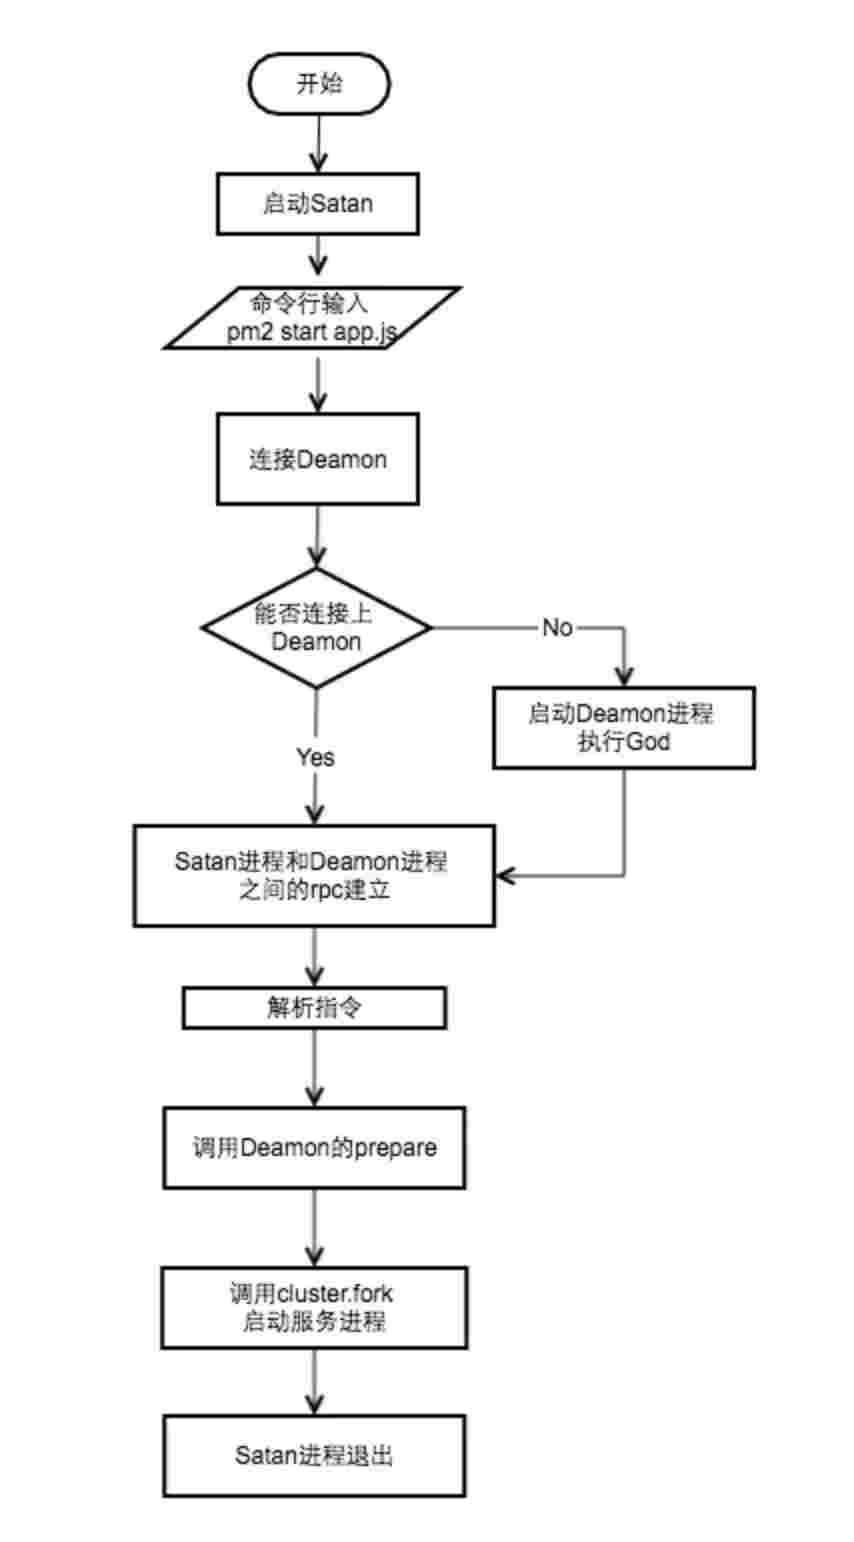 开始
启动Satan
命令行输入
pm2 start app.js
连接Deamon
能否连接上
Deamon
No
启动Deamon进程
执行God
Yes
Satan进程和Deamon进程
之间的rpc建立
解析指令
调用Deamon的prepare
调用cluster.fork
启动服务进程
Satan进程退出